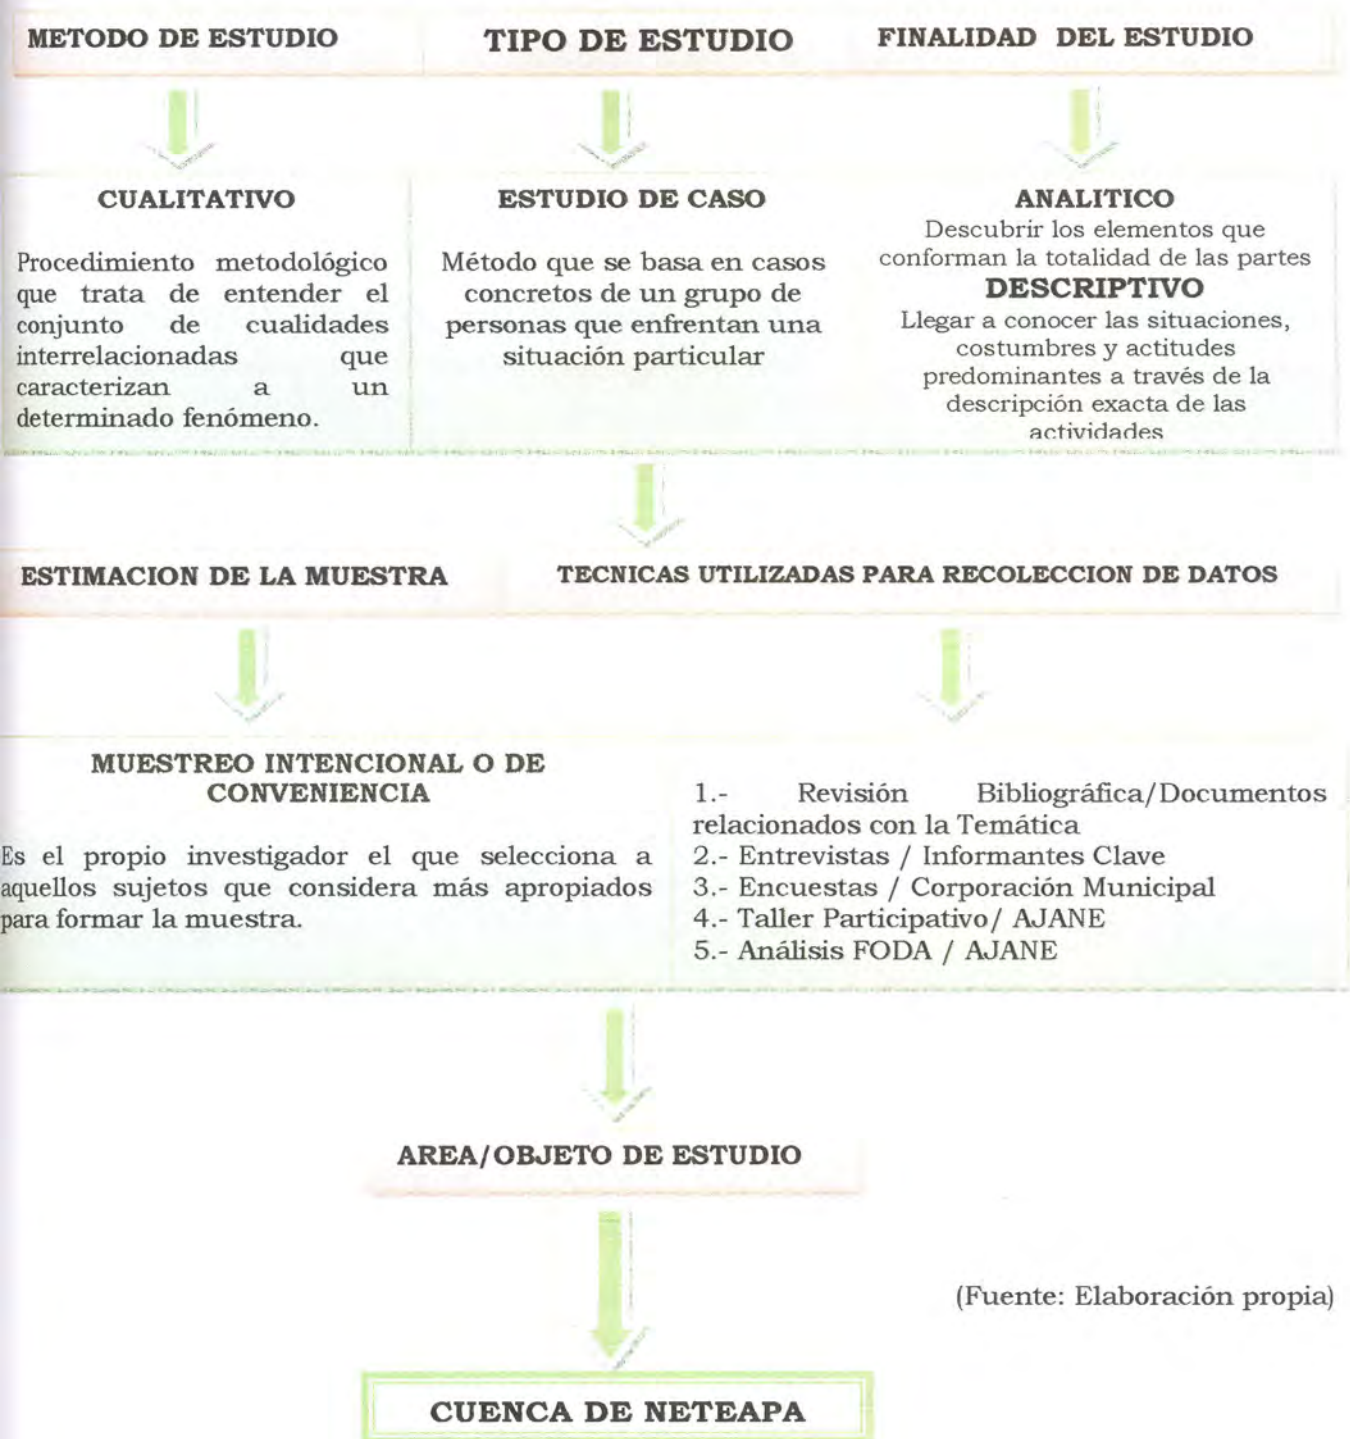 METODO DE ESTUDIO
TIPO DE ESTUDIO
FINALIDAD DEL ESTUDIO
CUALITATIVO
Procedimiento metodológico
que trata de entender el
conjunto de cualidades
interrelacionadas que
caracterizan a un
determinado fenómeno.
ESTUDIO DE CASO
Método que se basa en casos
concretos de un grupo de
personas que enfrentan una
situación particular
ANALITICO
Descubrir los elementos que
conforman la totalidad de las partes
DESCRIPTIVO
Llegar a conocer las situaciones,
costumbres y actitudes
predominantes a través de la
descripción exacta de las
actividades
ESTIMACION DE LA MUESTRA
TECNICAS UTILIZADAS PARA RECOLECCION DE DATOS
MUESTREO INTENCIONAL O DE
CONVENIENCIA
Es el propio investigador el que selecciona a
aquellos sujetos que considera más apropiados
para formar la muestra.
1.- Revisión Bibliográfica/Documentos
relacionados con la Temática
2.- Entrevistas / Informantes Clave
3.- Encuestas / Corporación Municipal
4.- Taller Participativo/ AJANE
5.- Análisis FODA / AJANE
AREA/OBJETO DE ESTUDIO
(Fuente: Elaboración propia)
CUENCA DE NETEAPA